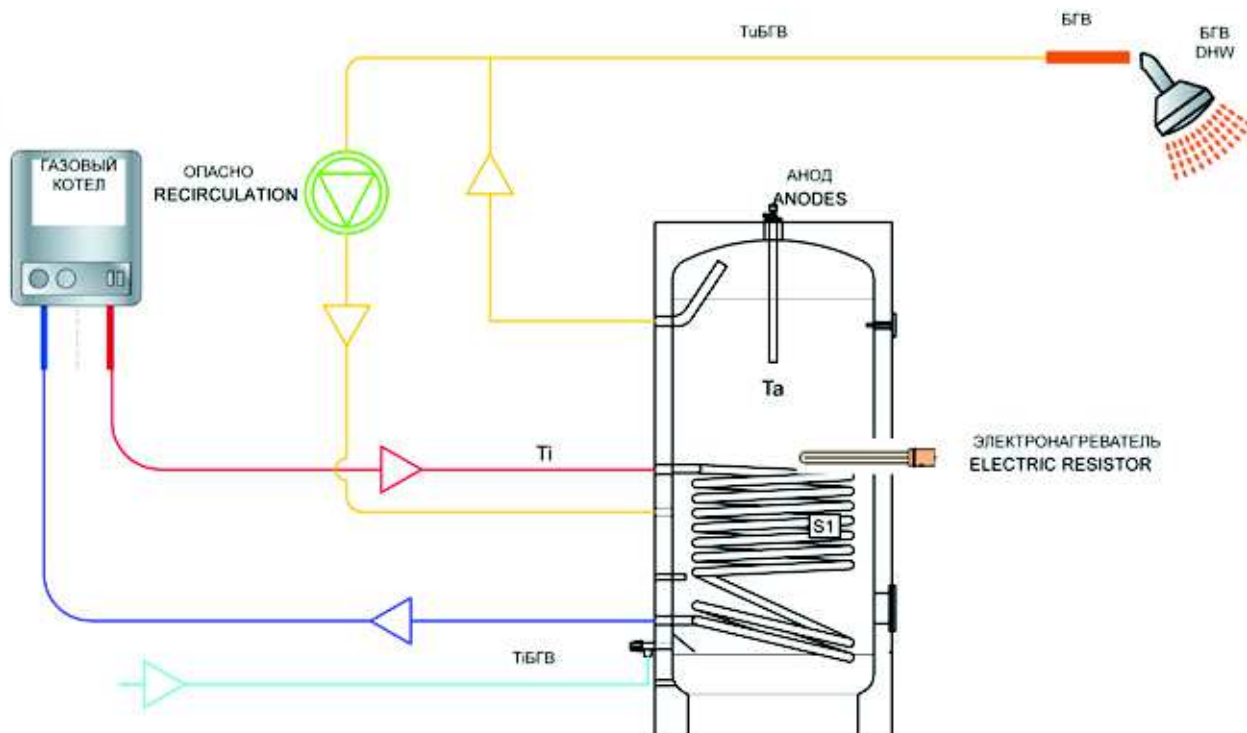 TuБГВ
БГВ
БГВ
DHW
ГАЗОВЫЙ
КОТЕЛ
ОПАСНО
RECIRCULATION
АНОД
ANODES
Ta
Ti
ЭЛЕКТРОНАГРЕВАТЕЛЬ
ELECTRIC RESISTOR
S1
TiБГВ